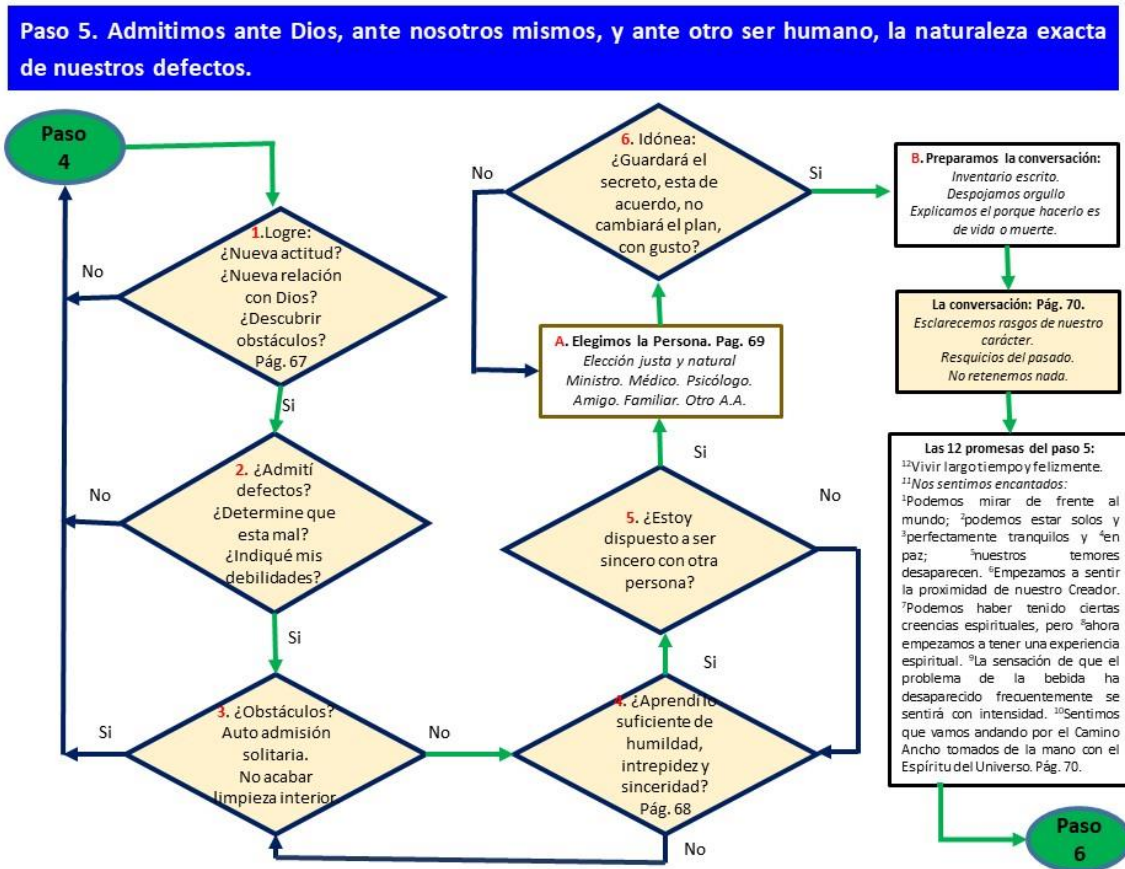 Paso 5. Admitimos ante Dios, ante nosotros mismos, y ante otro ser humano, la naturaleza exacta
de nuestros defectos.
Paso
4
1.Logre:
¿Nueva actitud?
¿Nueva relación
con Dios?
¿Descubrir
obstáculos?
Pág. 67
No
Si
2. ¿Admití
defectos?
¿Determine que
esta mal?
¿Indiqué mis
debilidades?
No
Si
3. ¿Obstáculos?
Auto admisión
solitaria.
No acabar
limpieza interior
Si
No
4. ¿Aprendí lo
suficiente de
humildad,
intrepidez y
sinceridad?
Pág. 68
No
Si
5. ¿Estoy
dispuesto a ser
sincero con otra
persona?
No
Si
A. Elegimos la Persona. Pag. 69
Elección justa y natural
Ministro. Médico. Psicólogo.
Amigo. Familiar. Otro A.A.
6. Idónea:
¿Guardará el
secreto, esta de
acuerdo, no
cambiará el plan,
con gusto?
No
Si
B. Preparamos la conversación:
Inventario escrito.
Despojamos orgullo
Explicamos el porque hacerlo es
de vida o muerte.
La conversación: Pág. 70.
Esclarecemos rasgos de nuestro
carácter.
Resquicios del pasado.
No retenemos nada.
Las 12 promesas del paso 5:
12Vivir largo tiempo y felizmente.
11Nos sentimos encantados:
1Podemos mirar de frente al
mundo; 2podemos estar solos y
3perfectamente tranquilos y 4en
paz; 5nuestros temores
desaparecen. 6Empezamos a sentir
la proximidad de nuestro Creador.
7Podemos haber tenido ciertas
creencias espirituales, pero 8ahora
empezamos a tener una experiencia
espiritual. 9La sensación de que el
problema de la bebida ha
desaparecido frecuentemente se
sentirá con intensidad. 10Sentimos
que vamos andando por el Camino
Ancho tomados de la mano con el
Espíritu del Universo. Pág. 70.
Paso
6